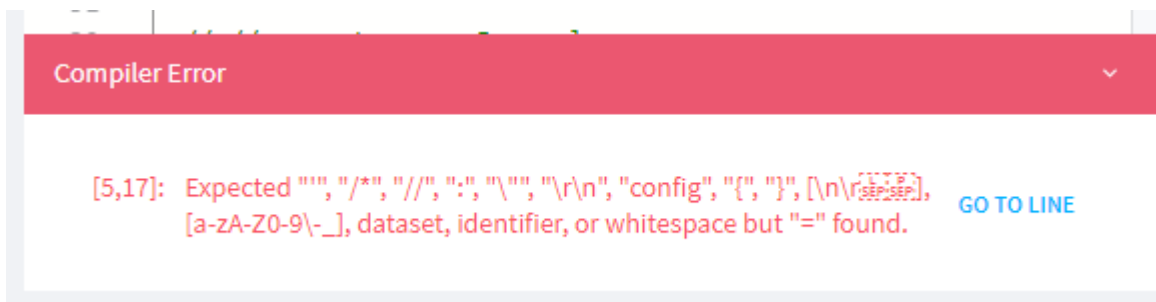 Compiler Error
[5,17]: Expected "'", "/*", "//", ":", "\"", "\r\n", "config", "{", "}", [\n\r

],
[a-zA-Z0-9\-_], dataset, identifier, or whitespace but "=" found.
GO TO LINE